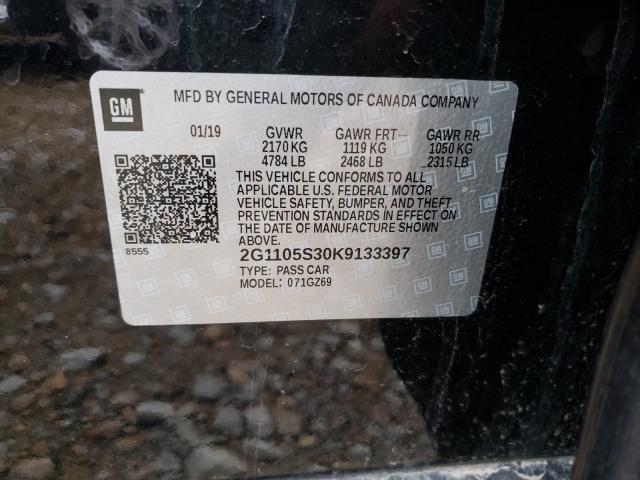 GM
MFD BY GENERAL MOTORS OF CANADA COMPANY
01/19 GVWR GAWR FRT GAWR RR
2170 KG 1119 KG 1050 KG
4784 LB 2468 LB 2315 LB
THIS VEHICLE CONFORMS TO ALL
APPLICABLE U.S. FEDERAL MOTOR
VEHICLE SAFETY, BUMPER, AND THEFT
PREVENTION STANDARDS IN EFFECT ON
THE DATE OF MANUFACTURE SHOWN
ABOVE.
8555
2G1105S30K9133397
TYPE: PASS CAR
MODEL: 071GZ69